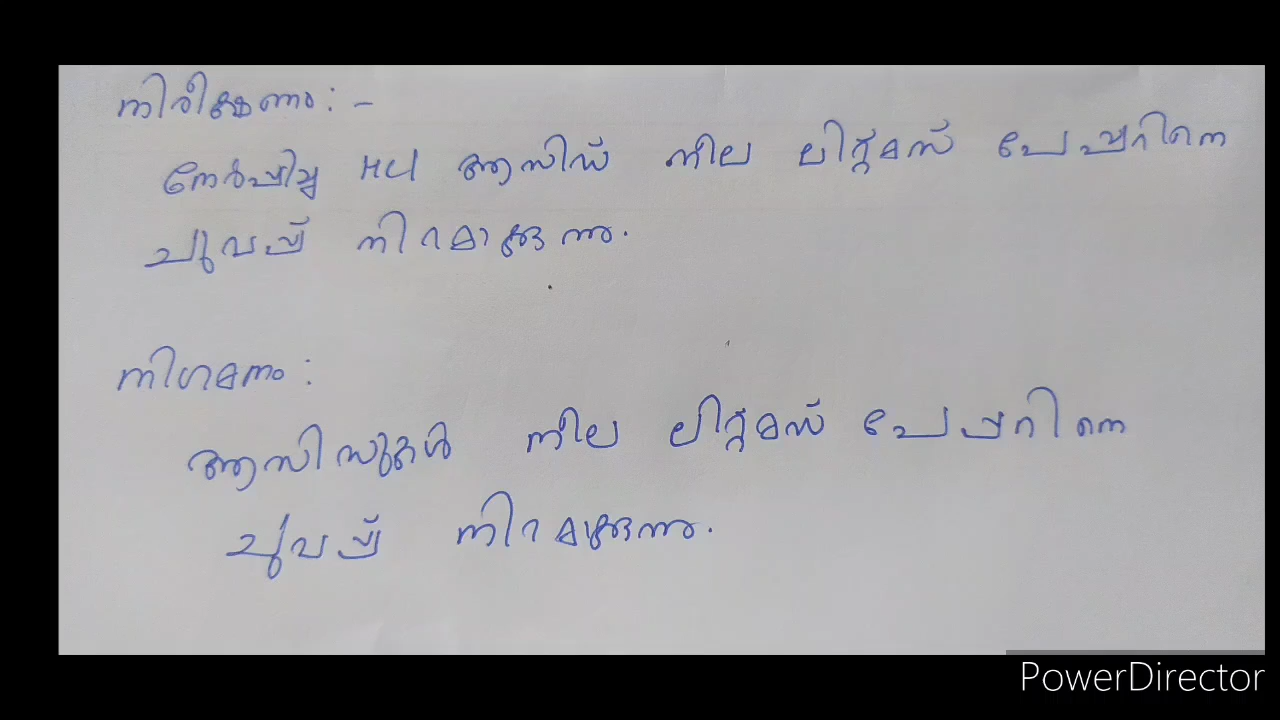 നിരീക്ഷണം: -
നേർപ്പിച്ച HCl ആസിഡ് നീല ലിറ്റ്മസ് പേപ്പറിനെ
ചുവപ്പ് നിറമാക്കുന്നു.
നിഗമനം :
ആസിഡുകൾ നീല ലിറ്റ്മസ് പേപ്പറിനെ
ചുവപ്പ് നിറമാക്കുന്നു.
PowerDirector